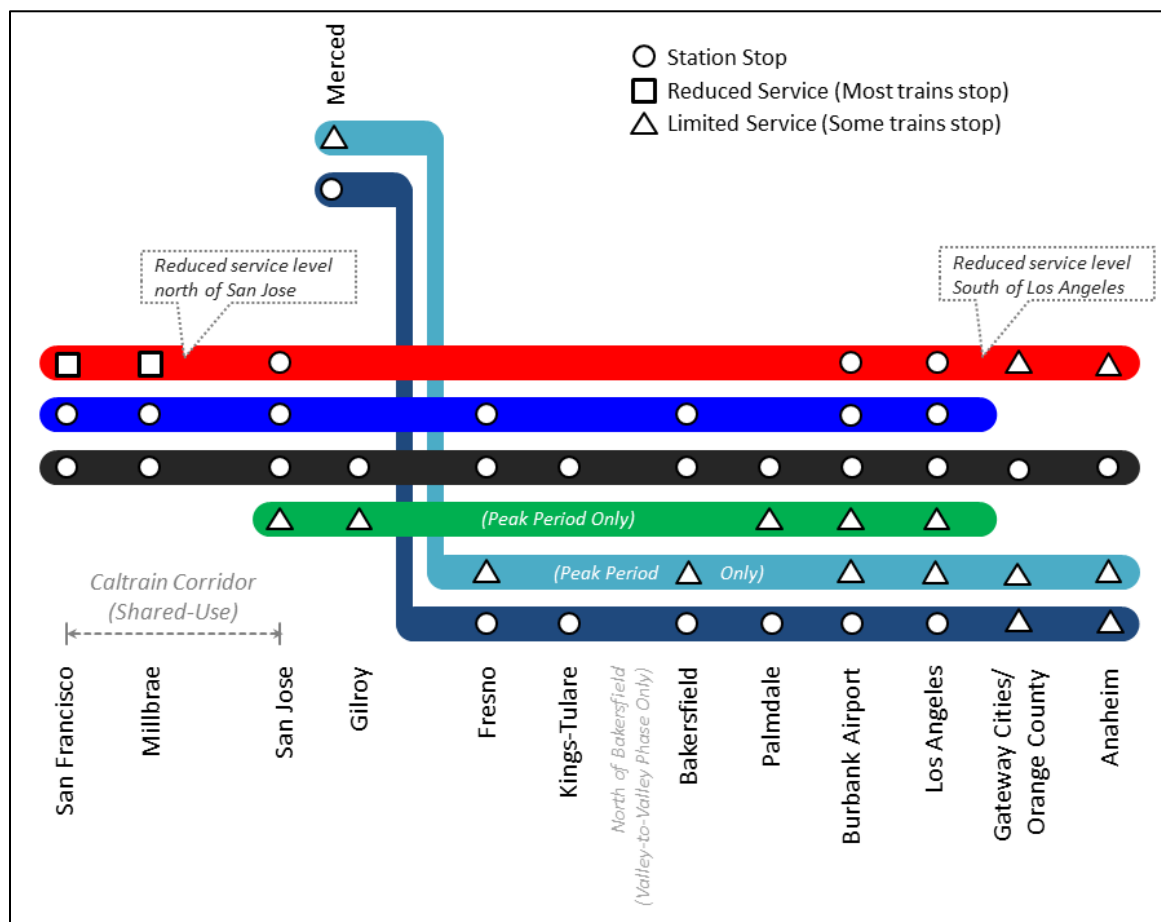 Merced
Station Stop
Reduced Service (Most trains stop)
Limited Service (Some trains stop)
Reduced service level
north of San Jose
Reduced service level
South of Los Angeles
(Peak Period Only)
(Peak Period Only)
Caltrain Corridor
(Shared-Use)
San Francisco
Millbrae
San Jose
Gilroy
Fresno
Kings-Tulare
North of Bakersfield
(Valley-to-Valley Phase Only)
Bakersfield
Palmdale
Burbank Airport
Los Angeles
Gateway Cities/
Orange County
Anaheim